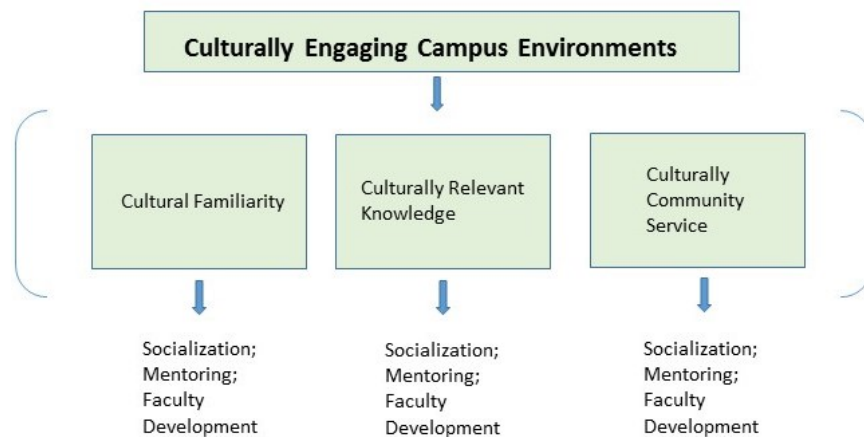 Culturally Engaging Campus Environments
Cultural Familiarity
Culturally Relevant
Knowledge
Culturally
Community
Service
Socialization;
Mentoring;
Faculty
Development
Socialization;
Mentoring;
Faculty
Development
Socialization;
Mentoring;
Faculty
Development